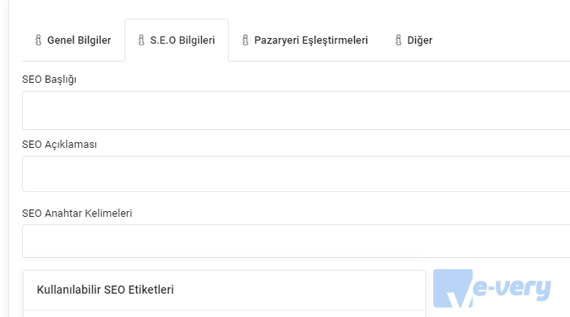 Genel Bilgiler
S.E.O Bilgileri
Pazaryeri Eşleştirmeleri
Diğer
SEO Başlığı
SEO Açıklaması
SEO Anahtar Kelimeleri
Kullanılabilir SEO Etiketleri
e-very